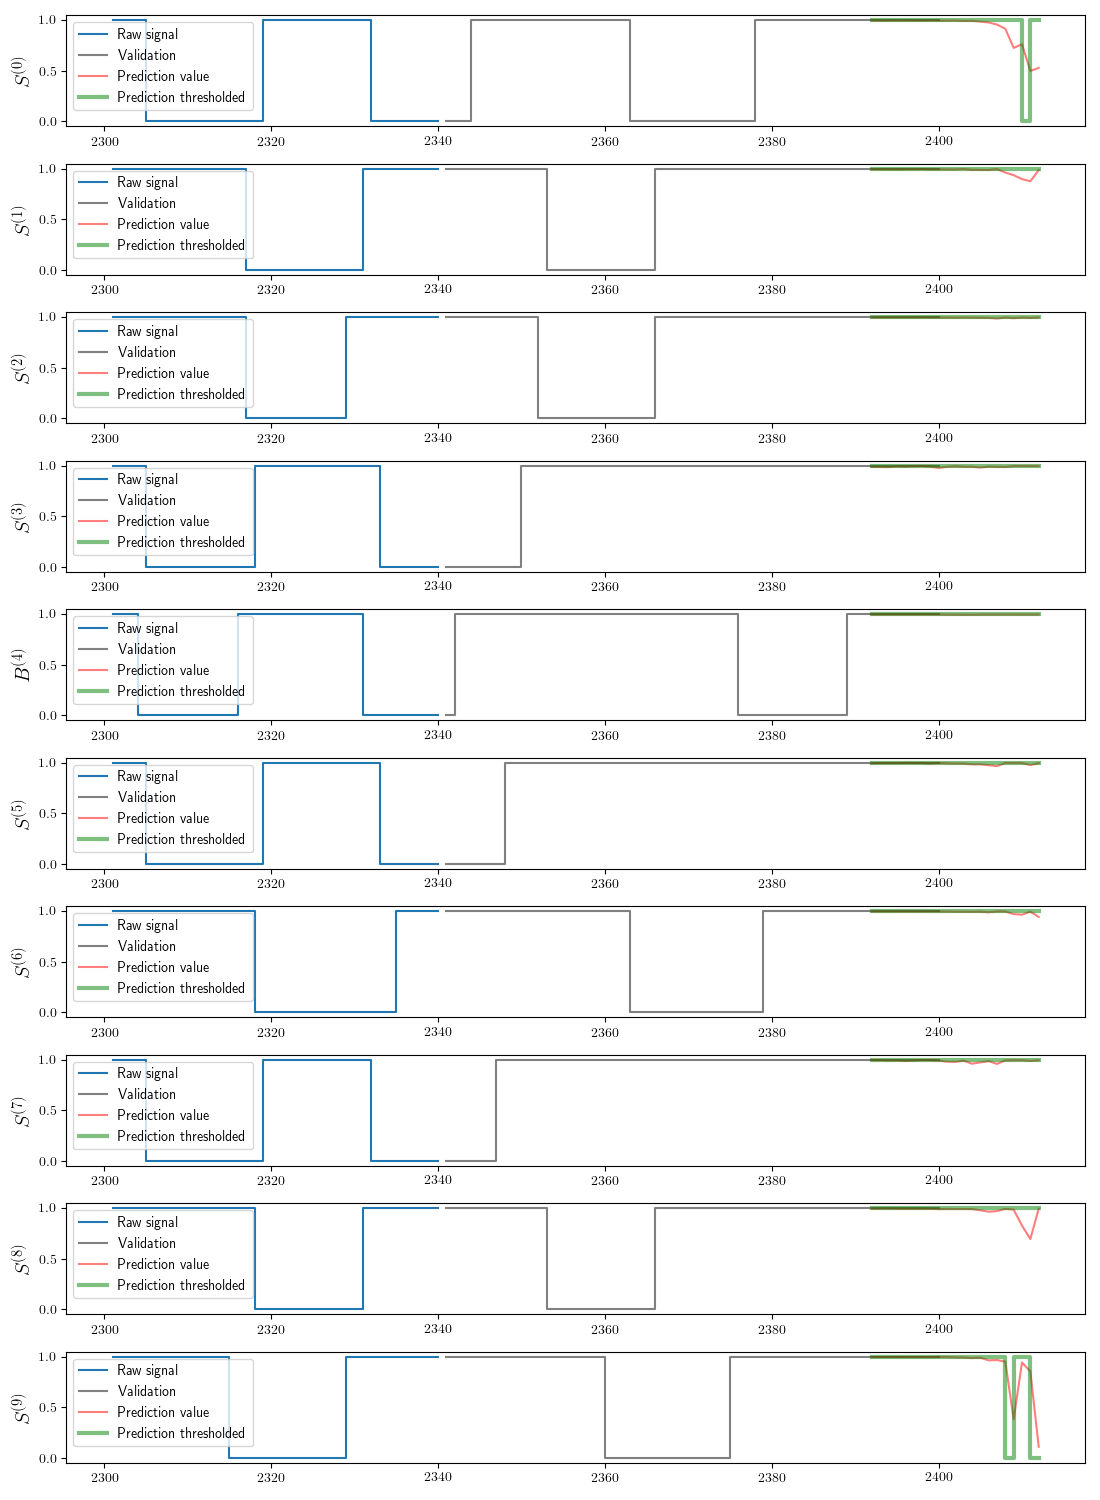 S^(0)
1.0
0.5
0.0
Raw signal
Validation
Prediction value
Prediction thresholded
2300 2320 2340 2360 2380 2400
S^(1)
1.0
0.5
0.0
Raw signal
Validation
Prediction value
Prediction thresholded
2300 2320 2340 2360 2380 2400
S^(2)
1.0
0.5
0.0
Raw signal
Validation
Prediction value
Prediction thresholded
2300 2320 2340 2360 2380 2400
S^(3)
1.0
0.5
0.0
Raw signal
Validation
Prediction value
Prediction thresholded
2300 2320 2340 2360 2380 2400
B^(4)
1.0
0.5
0.0
Raw signal
Validation
Prediction value
Prediction thresholded
2300 2320 2340 2360 2380 2400
S^(5)
1.0
0.5
0.0
Raw signal
Validation
Prediction value
Prediction thresholded
2300 2320 2340 2360 2380 2400
S^(6)
1.0
0.5
0.0
Raw signal
Validation
Prediction value
Prediction thresholded
2300 2320 2340 2360 2380 2400
S^(7)
1.0
0.5
0.0
Raw signal
Validation
Prediction value
Prediction thresholded
2300 2320 2340 2360 2380 2400
S^(8)
1.0
0.5
0.0
Raw signal
Validation
Prediction value
Prediction thresholded
2300 2320 2340 2360 2380 2400
S^(9)
1.0
0.5
0.0
Raw signal
Validation
Prediction value
Prediction thresholded
2300 2320 2340 2360 2380 2400